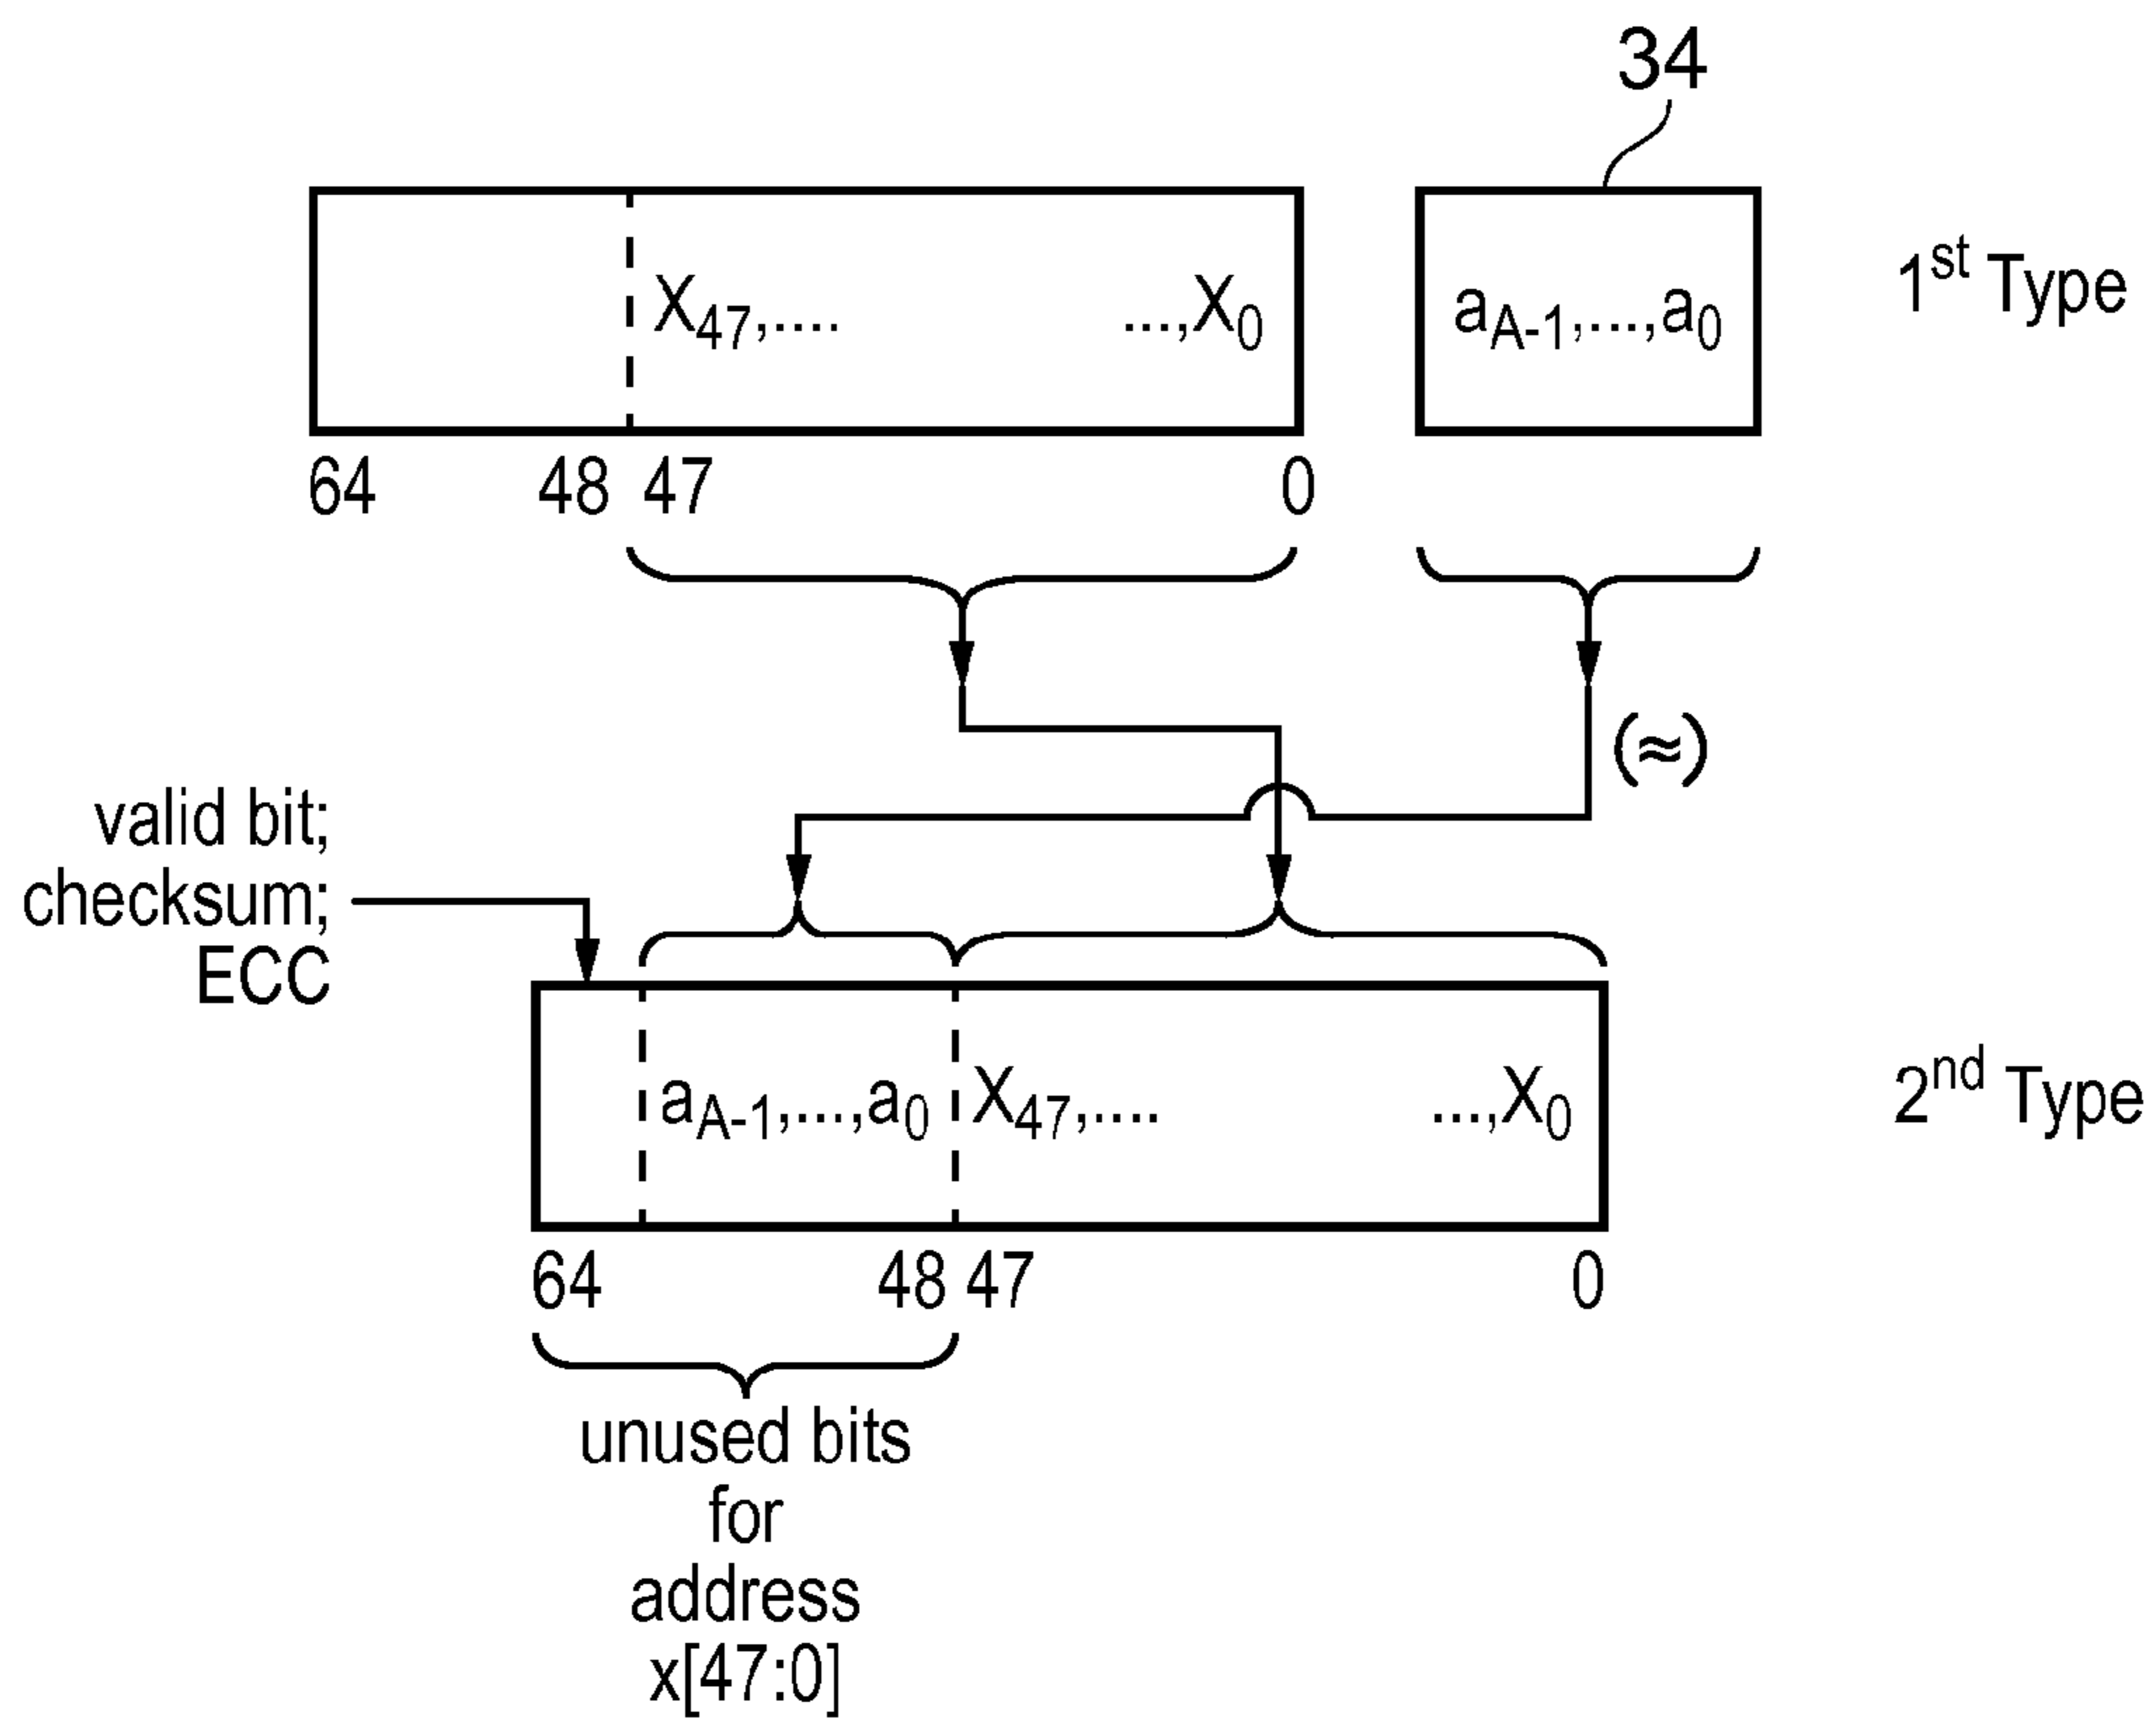 34
X47,.... ...,X0
aA-1,...,a0
1st Type
64 48 47 0
(≈)
valid bit;
checksum;
ECC
aA-1,...,a0 X47,.... ...,X0
2nd Type
64 48 47 0
unused bits
for
address
x[47:0]